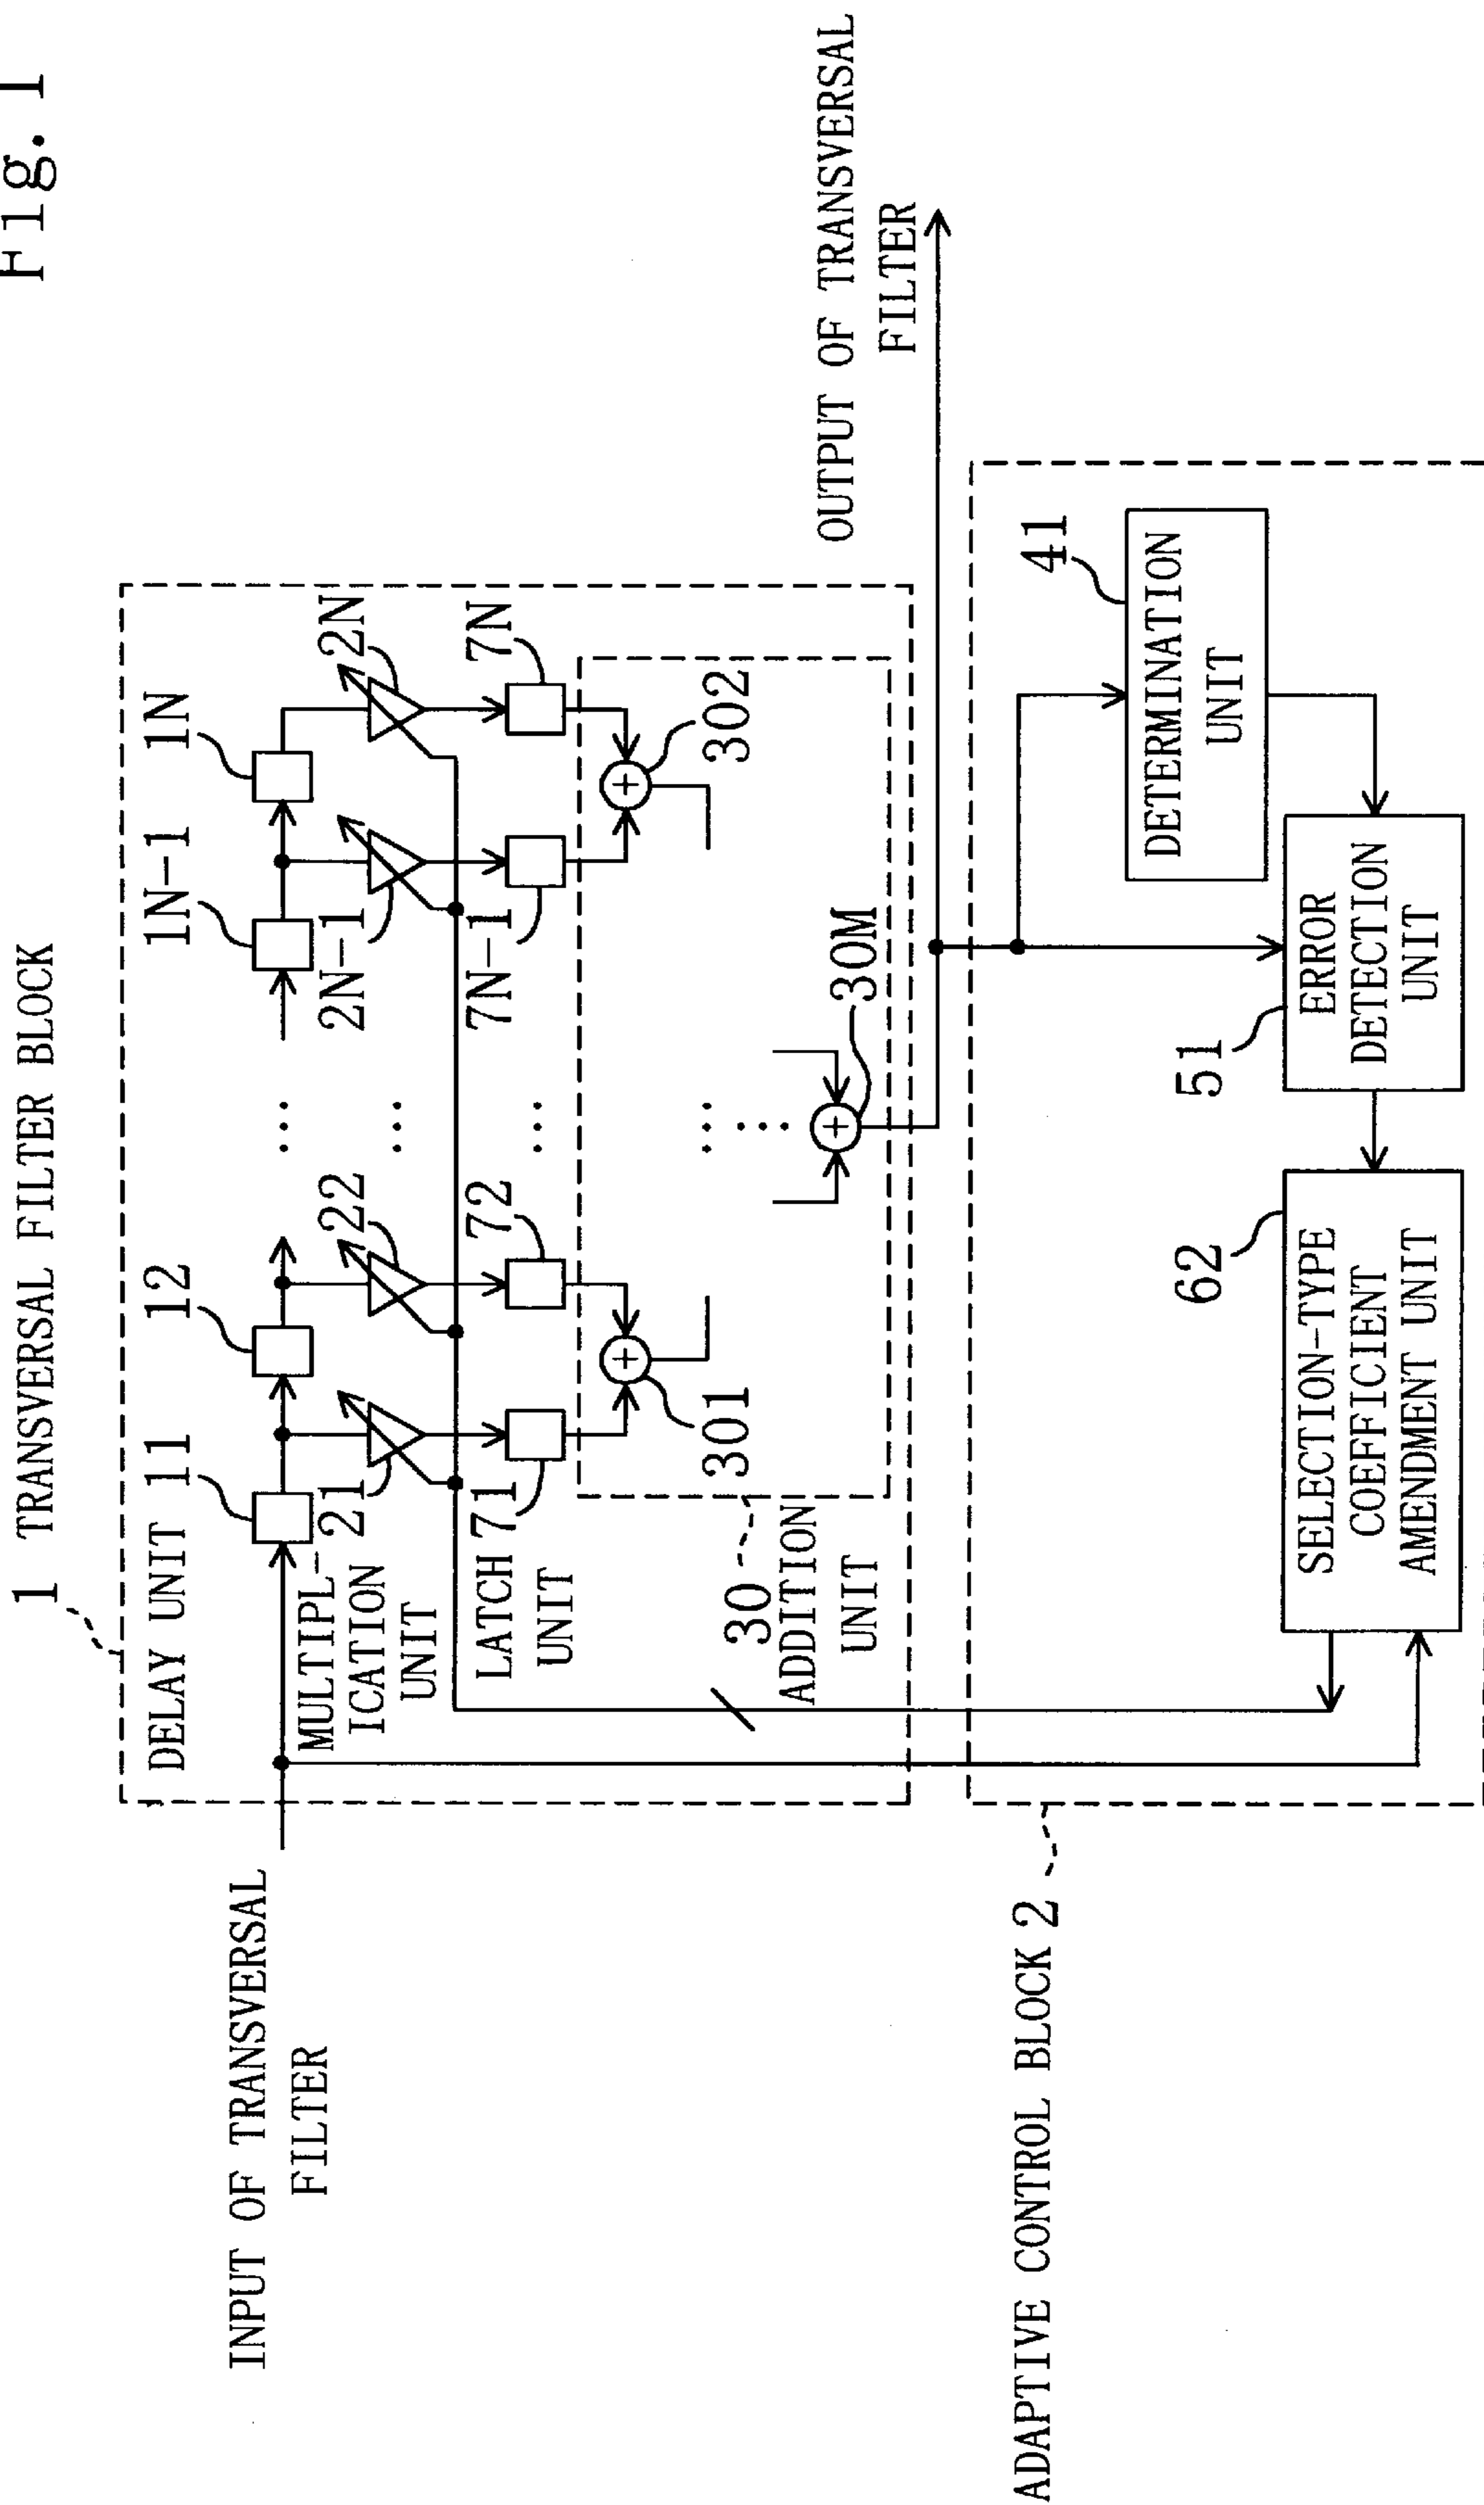 Fig. 1
1 TRANSVERSAL FILTER BLOCK
DELAY UNIT 11
12
1N-1
1N
MULTIPL-
ICATION
UNIT
21
22
2N-1
2N
LATCH
UNIT
71
72
7N-1
7N
301
302
30
ADDITION
UNIT
30M
INPUT OF TRANSVERSAL
FILTER
OUTPUT OF TRANSVERSAL
FILTER
ADAPTIVE CONTROL BLOCK 2
41
DETERMINATION
UNIT
51
ERROR
DETECTION
UNIT
62
SELECTION-TYPE
COEFFICIENT
AMENDMENT UNIT